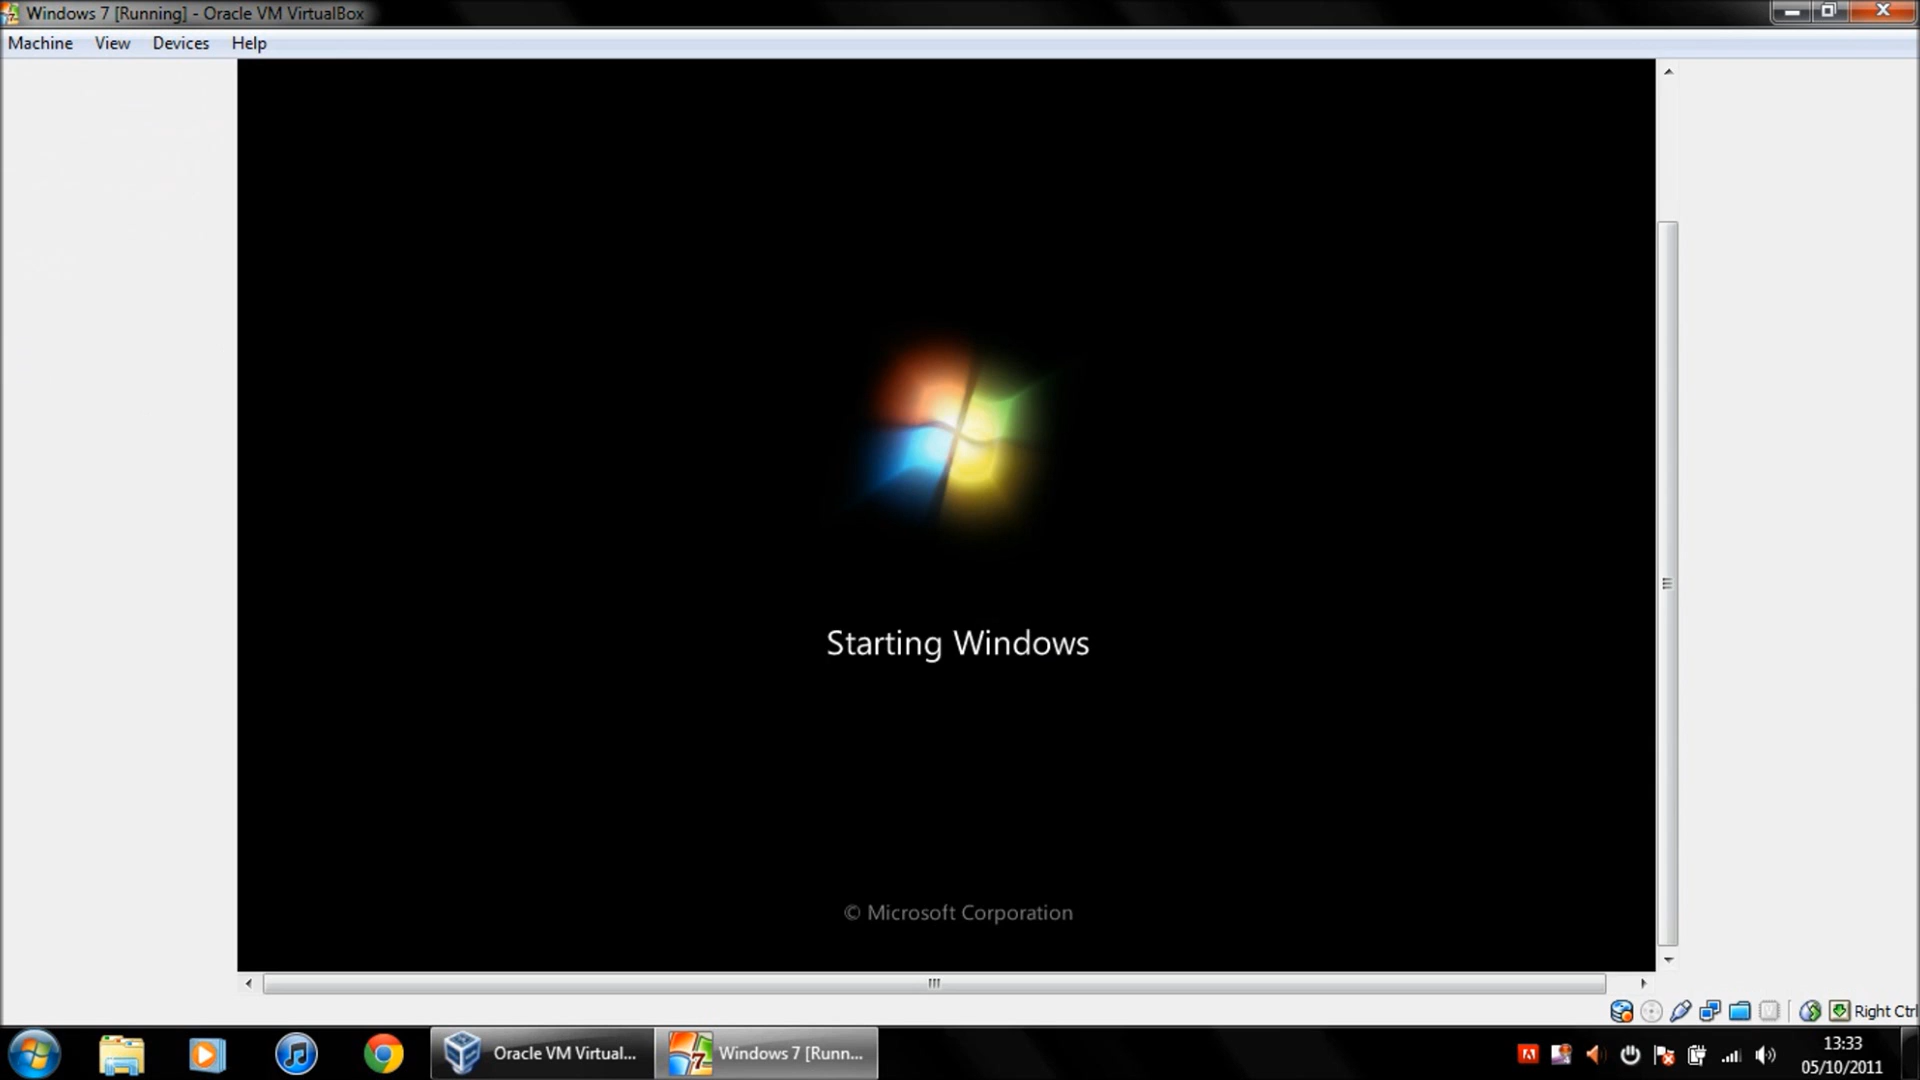 Windows 7 [Running] - Oracle VM VirtualBox
Machine View Devices Help
Starting Windows
© Microsoft Corporation
Right Ctrl
Oracle VM Virtual...
Windows 7 [Runn...
13:33
05/10/2011